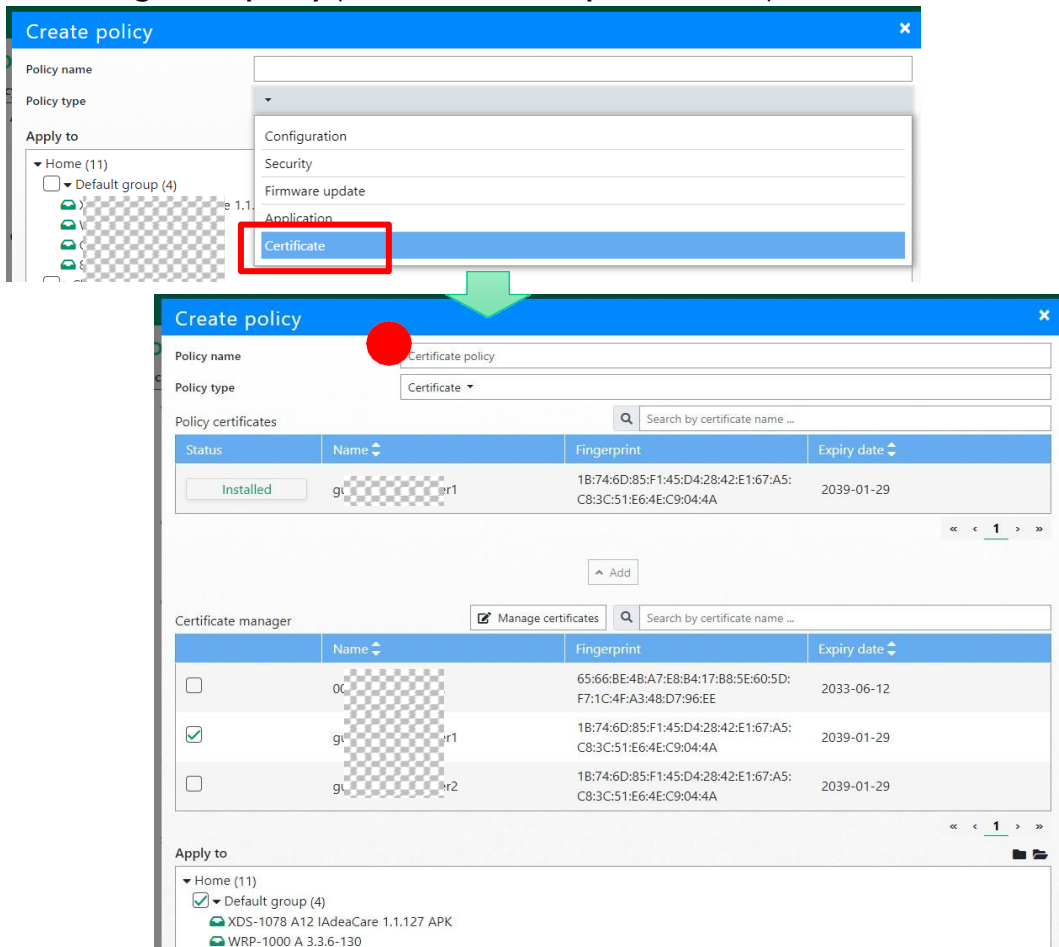 Create policy ×
Policy name
Policy type
Apply to
Configuration
Security
Firmware update
Application
Certificate
Home (11)
Default group (4)
e 1.1.
Create policy ×
Policy name Certificate policy
Policy type Certificate
Policy certificates Search by certificate name ...
Status Name Fingerprint Expiry date
Installed er1 1B:74:6D:85:F1:45:D4:28:42:E1:67:A5:
C8:3C:51:E6:4E:C9:04:4A 2039-01-29
« ‹ 1 › »
Add
Certificate manager Manage certificates Search by certificate name ...
Name Fingerprint Expiry date
65:66:BE:4B:A7:E8:B4:17:B8:5E:60:5D:
F7:1C:4F:A3:48:D7:96:EE 2033-06-12
er1 1B:74:6D:85:F1:45:D4:28:42:E1:67:A5:
C8:3C:51:E6:4E:C9:04:4A 2039-01-29
er2 1B:74:6D:85:F1:45:D4:28:42:E1:67:A5:
C8:3C:51:E6:4E:C9:04:4A 2039-01-29
« ‹ 1 › »
Apply to
Home (11)
Default group (4)
XDS-1078 A12 IAdeaCare 1.1.127 APK
WRP-1000 A 3.3.6-130